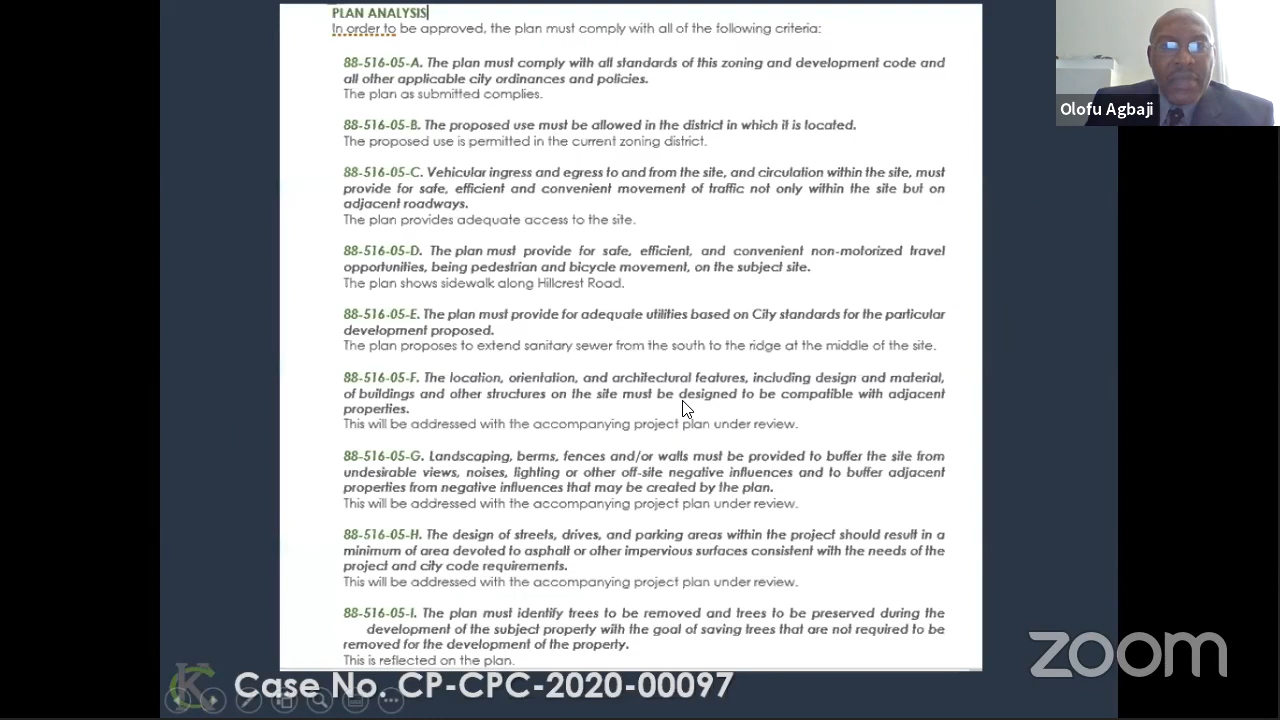 PLAN ANALYSIS
In order to be approved, the plan must comply with all of the following criteria:
88-516-05-A. The plan must comply with all standards of this zoning and development code and
all other applicable city ordinances and policies.
The plan as submitted complies.
88-516-05-B. The proposed use must be allowed in the district in which it is located.
The proposed use is permitted in the current zoning district.
88-516-05-C. Vehicular ingress and egress to and from the site, and circulation within the site, must
provide for safe, efficient and convenient movement of traffic not only within the site but on
adjacent roadways.
The plan provides adequate access to the site.
88-516-05-D. The plan must provide for safe, efficient, and convenient non-motorized travel
opportunities, being pedestrian and bicycle movement, on the subject site.
The plan shows sidewalk along Hillcrest Road.
88-516-05-E. The plan must provide for adequate utilities based on City standards for the particular
development proposed.
The plan proposes to extend sanitary sewer from the south to the ridge at the middle of the site.
88-516-05-F. The location, orientation, and architectural features, including design and material,
of buildings and other structures on the site must be designed to be compatible with adjacent
properties.
This will be addressed with the accompanying project plan under review.
88-516-05-G. Landscaping, berms, fences and/or walls must be provided to buffer the site from
undesirable views, noises, lighting or other off-site negative influences and to buffer adjacent
properties from negative influences that may be created by the plan.
This will be addressed with the accompanying project plan under review.
88-516-05-H. The design of streets, drives, and parking areas within the project should result in a
minimum of area devoted to asphalt or other impervious surfaces consistent with the needs of the
project and city code requirements.
This will be addressed with the accompanying project plan under review.
88-516-05-I. The plan must identify trees to be removed and trees to be preserved during the
development of the subject property with the goal of saving trees that are not required to be
removed for the development of the property.
This is reflected on the plan.
KC
Case No. CP-CPC-2020-00097
Olofu Agbaji
zoom